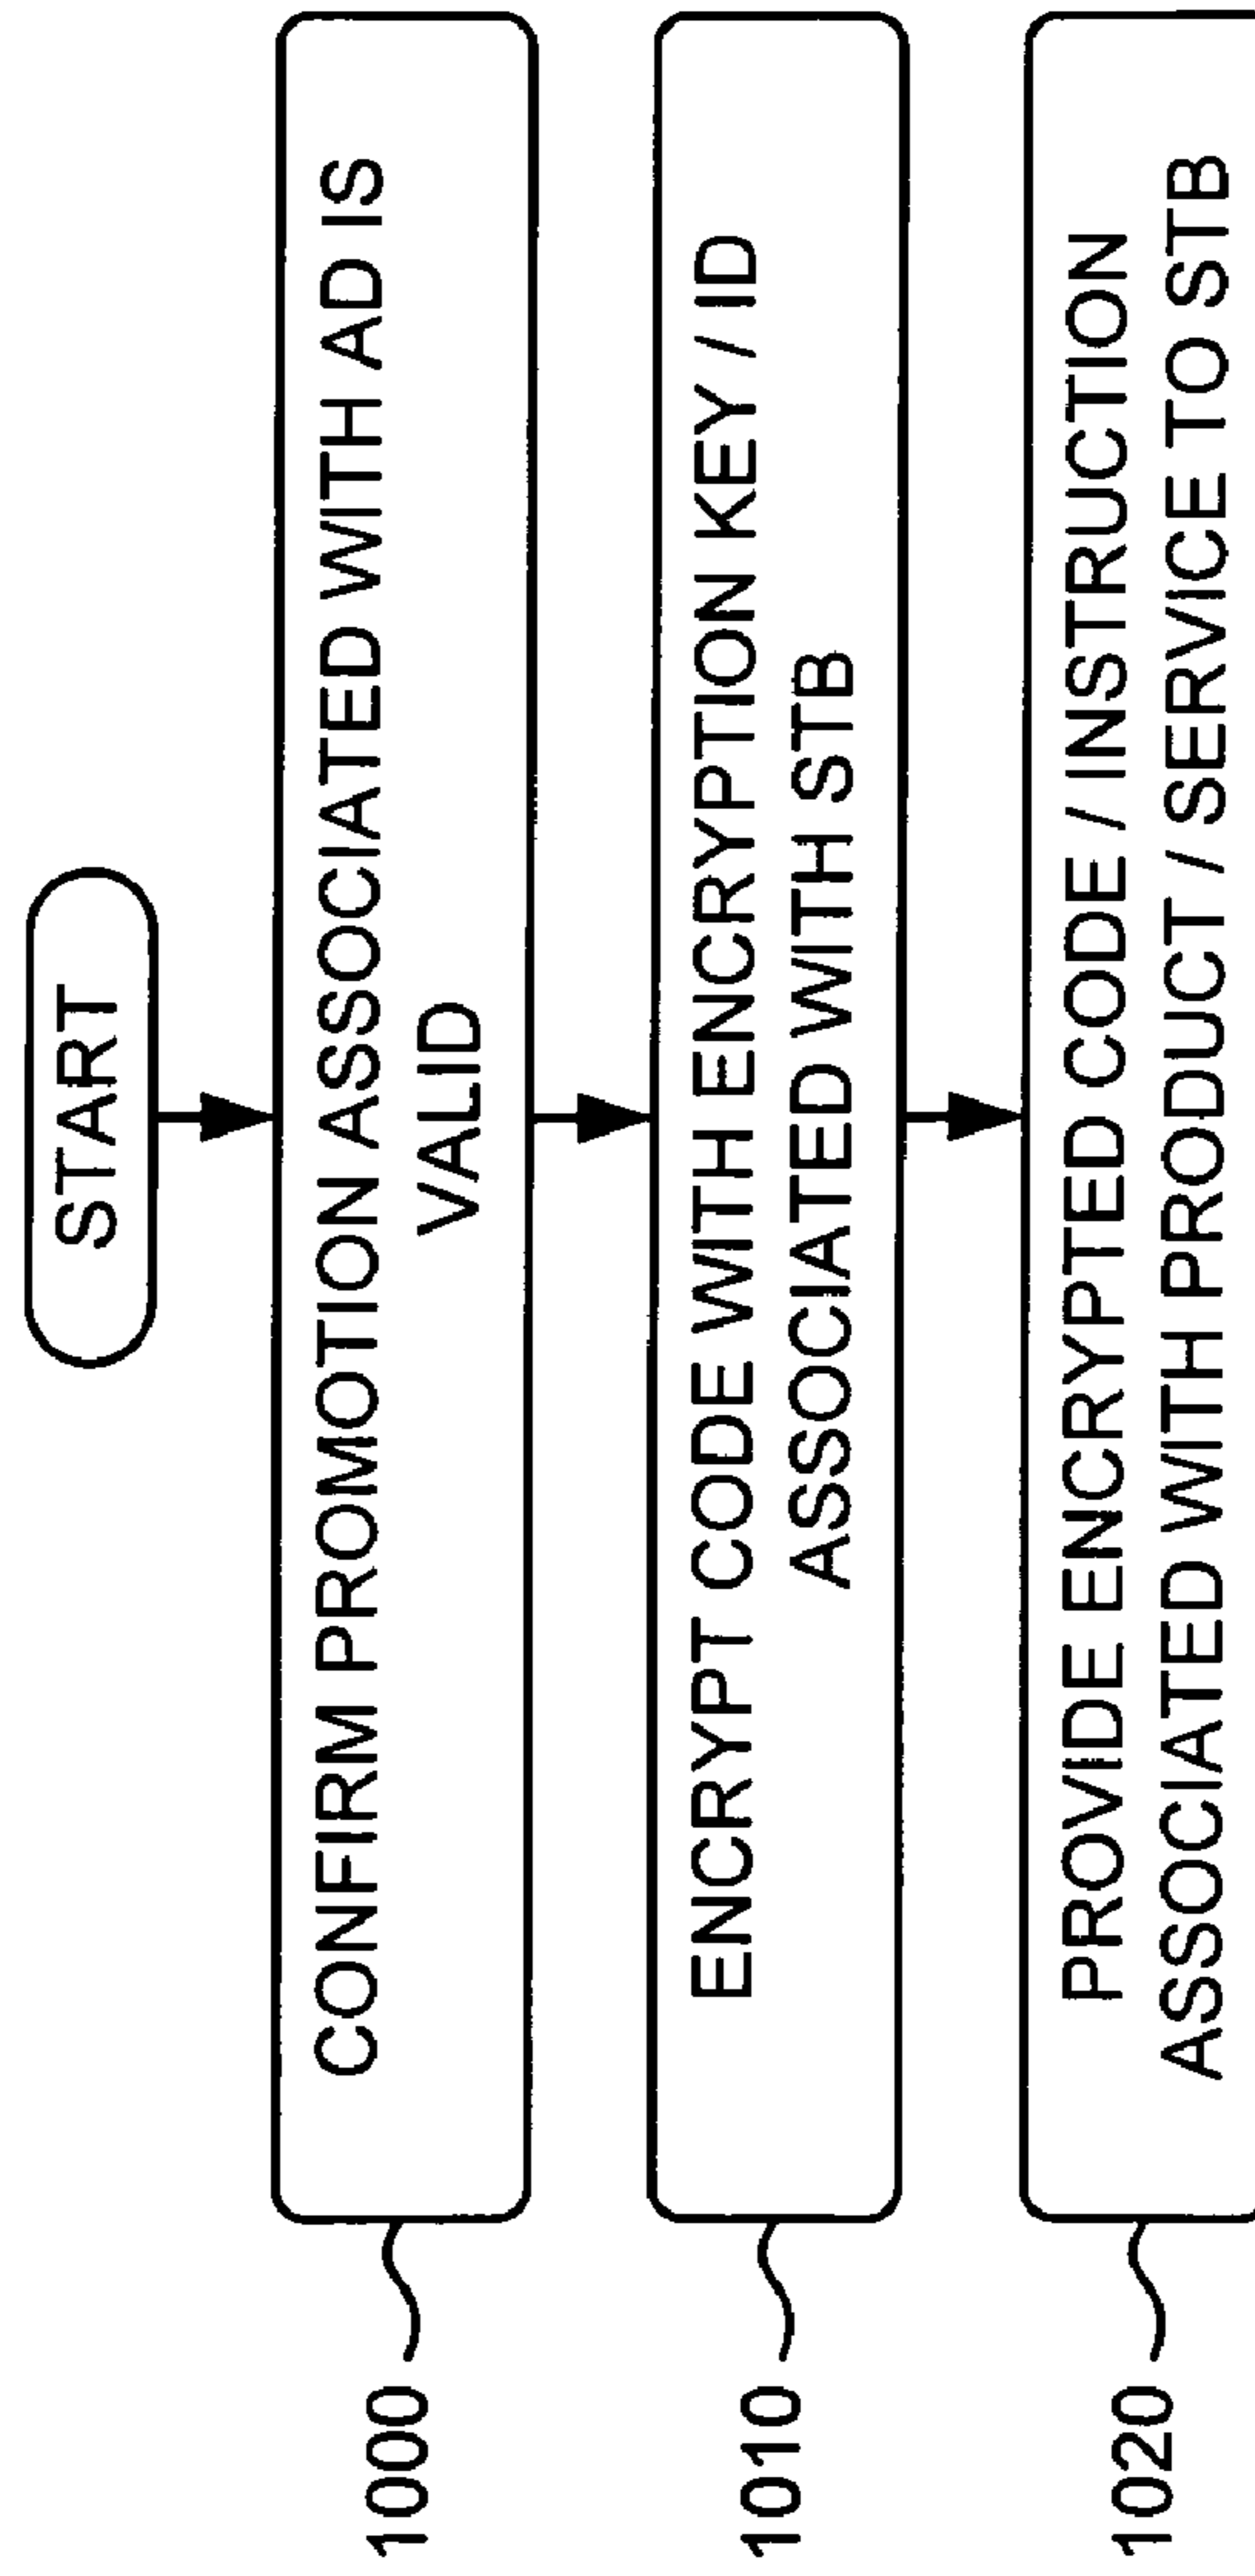 START
CONFIRM PROMOTION ASSOCIATED WITH AD IS
VALID
1000
ENCRYPT CODE WITH ENCRYPTION KEY / ID
ASSOCIATED WITH STB
1010
PROVIDE ENCRYPTED CODE / INSTRUCTION
ASSOCIATED WITH PRODUCT / SERVICE TO STB
1020